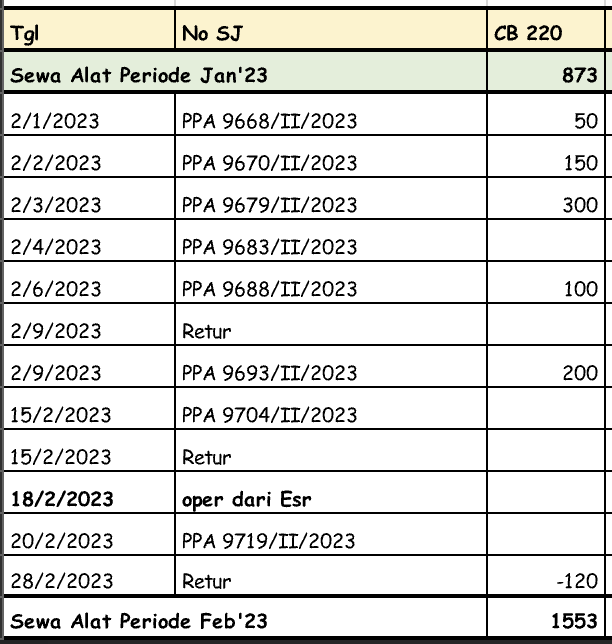 Tgl No SJ CB 220
Sewa Alat Periode Jan'23 873
2/1/2023 PPA 9668/II/2023 50
2/2/2023 PPA 9670/II/2023 150
2/3/2023 PPA 9679/II/2023 300
2/4/2023 PPA 9683/II/2023
2/6/2023 PPA 9688/II/2023 100
2/9/2023 Retur
2/9/2023 PPA 9693/II/2023 200
15/2/2023 PPA 9704/II/2023
15/2/2023 Retur
18/2/2023 oper dari Esr
20/2/2023 PPA 9719/II/2023
28/2/2023 Retur -120
Sewa Alat Periode Feb'23 1553